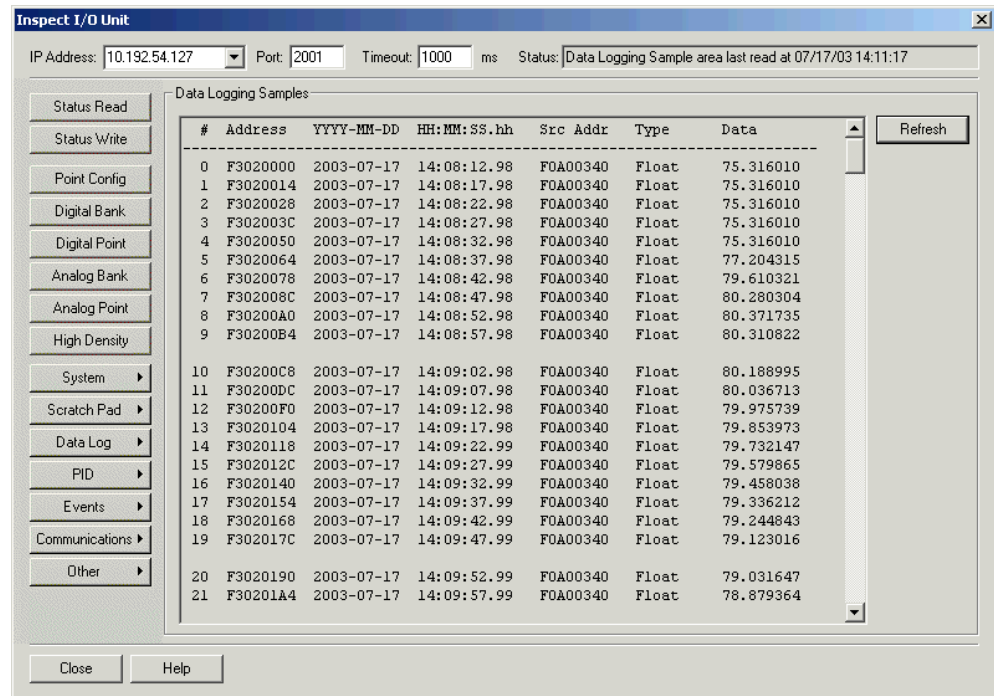 Inspect I/O Unit
IP Address: 10.192.54.127 Port: 2001 Timeout: 1000 ms Status: Data Logging Sample area last read at 07/17/03 14:11:17
Status Read
Status Write
Point Config
Digital Bank
Digital Point
Analog Bank
Analog Point
High Density
System
Scratch Pad
Data Log
PID
Events
Communications
Other
Data Logging Samples
# Address YYYY-MM-DD HH:MM:SS.hh Src Addr Type Data
0 F3020000 2003-07-17 14:08:12.98 F0A00340 Float 75.316010
1 F3020014 2003-07-17 14:08:17.98 F0A00340 Float 75.316010
2 F3020028 2003-07-17 14:08:22.98 F0A00340 Float 75.316010
3 F302003C 2003-07-17 14:08:27.98 F0A00340 Float 75.316010
4 F3020050 2003-07-17 14:08:32.98 F0A00340 Float 75.316010
5 F3020064 2003-07-17 14:08:37.98 F0A00340 Float 77.204315
6 F3020078 2003-07-17 14:08:42.98 F0A00340 Float 79.610321
7 F302008C 2003-07-17 14:08:47.98 F0A00340 Float 80.280304
8 F30200A0 2003-07-17 14:08:52.98 F0A00340 Float 80.371735
9 F30200B4 2003-07-17 14:08:57.98 F0A00340 Float 80.310822
10 F30200C8 2003-07-17 14:09:02.98 F0A00340 Float 80.188995
11 F30200DC 2003-07-17 14:09:07.98 F0A00340 Float 80.036713
12 F30200F0 2003-07-17 14:09:12.98 F0A00340 Float 79.975739
13 F3020104 2003-07-17 14:09:17.98 F0A00340 Float 79.853973
14 F3020118 2003-07-17 14:09:22.99 F0A00340 Float 79.732147
15 F302012C 2003-07-17 14:09:27.99 F0A00340 Float 79.579865
16 F3020140 2003-07-17 14:09:32.99 F0A00340 Float 79.458038
17 F3020154 2003-07-17 14:09:37.99 F0A00340 Float 79.336212
18 F3020168 2003-07-17 14:09:42.99 F0A00340 Float 79.244843
19 F302017C 2003-07-17 14:09:47.99 F0A00340 Float 79.123016
20 F3020190 2003-07-17 14:09:52.99 F0A00340 Float 79.031647
21 F30201A4 2003-07-17 14:09:57.99 F0A00340 Float 78.879364
Refresh
Close Help